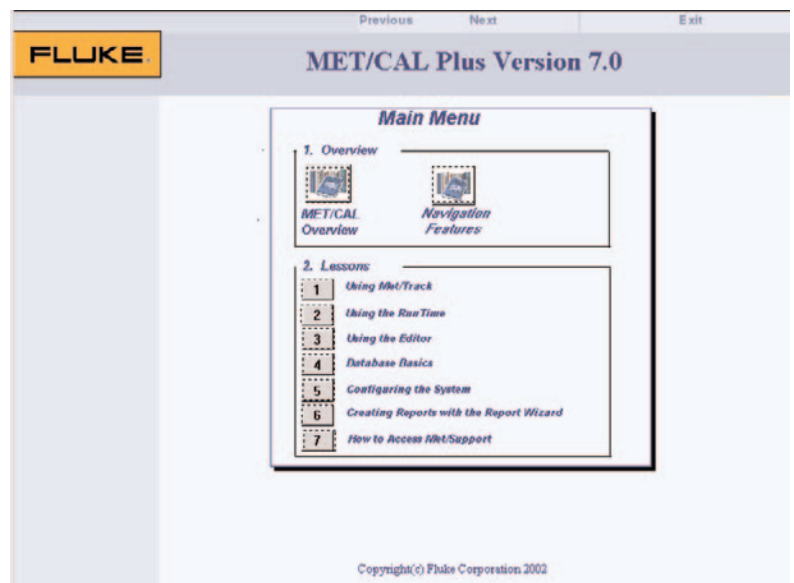 Previous Next Exit
FLUKE.
MET/CAL Plus Version 7.0
Main Menu
1. Overview
MET/CAL Overview
Navigation Features
2. Lessons
1 Using Met/Track
2 Using the RunTime
3 Using the Editor
4 Database Basics
5 Configuring the System
6 Creating Reports with the Report Wizard
7 How to Access Met/Support
Copyright(c) Fluke Corporation 2002